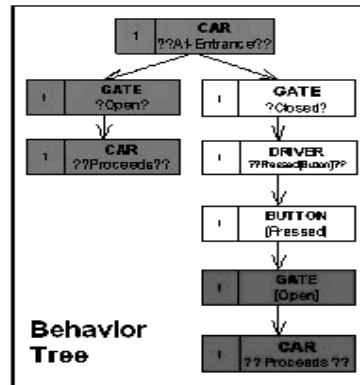 1 CAR
??At-Entrance??
1 GATE
?Open?
1 GATE
?Closed?
1 CAR
??Proceeds??
1 DRIVER
??Pressed[Button]??
1 BUTTON
[Pressed]
1 GATE
[Open]
1 CAR
?? Proceeds ??
Behavior
Tree